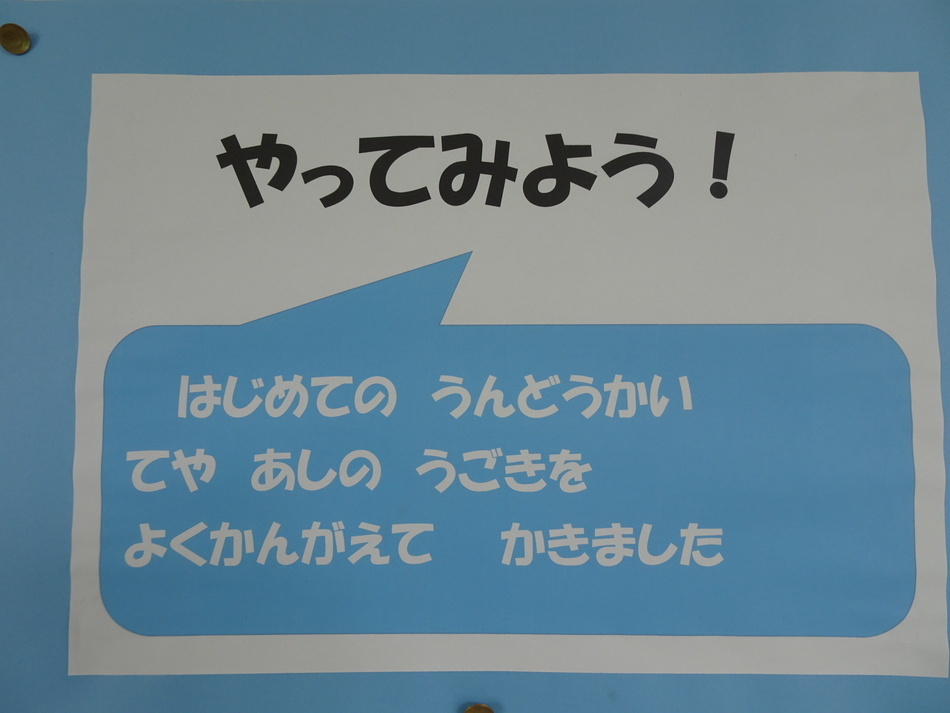 やってみよう！
はじめての　うんどうかい
てや　あしの　うごきを
よくかんがえて　かきました